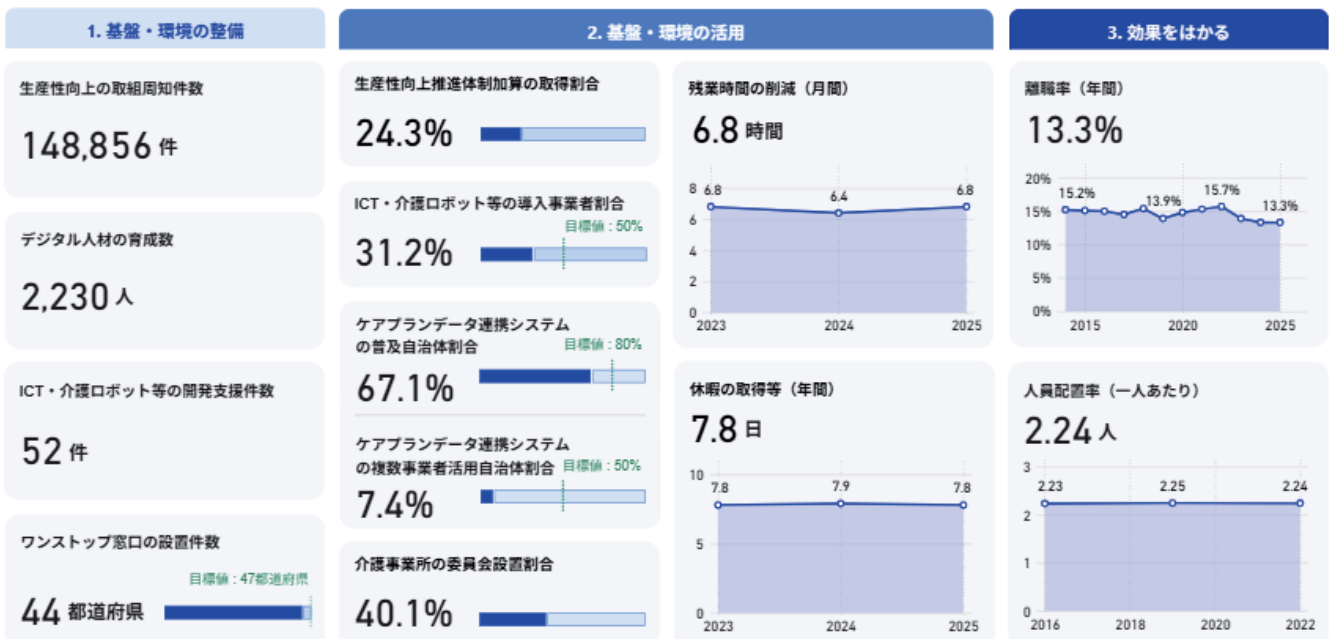 1. 基盤・環境の整備
生産性向上の取組周知件数
148,856 件
デジタル人材の育成数
2,230 人
ICT・介護ロボット等の開発支援件数
52 件
ワンストップ窓口の設置件数
目標値 : 47都道府県
44 都道府県
2. 基盤・環境の活用
生産性向上推進体制加算の取得割合
24.3%
ICT・介護ロボット等の導入事業者割合
目標値 : 50%
31.2%
ケアプランデータ連携システム
の普及自治体割合
目標値 : 80%
67.1%
ケアプランデータ連携システム
の複数事業者活用自治体割合
目標値 : 50%
7.4%
介護事業所の委員会設置割合
40.1%
残業時間の削減（月間）
6.8 時間
8
6
4
2
0
6.8
6.4
6.8
2023
2024
2025
休暇の取得等（年間）
7.8 日
10
5
0
7.8
7.9
7.8
2023
2024
2025
3. 効果をはかる
離職率（年間）
13.3%
20%
15%
10%
5%
0%
15.2%
13.9%
15.7%
13.3%
2015
2020
2025
人員配置率（一人あたり）
2.24 人
3
2
1
0
2.23
2.25
2.24
2016
2018
2020
2022